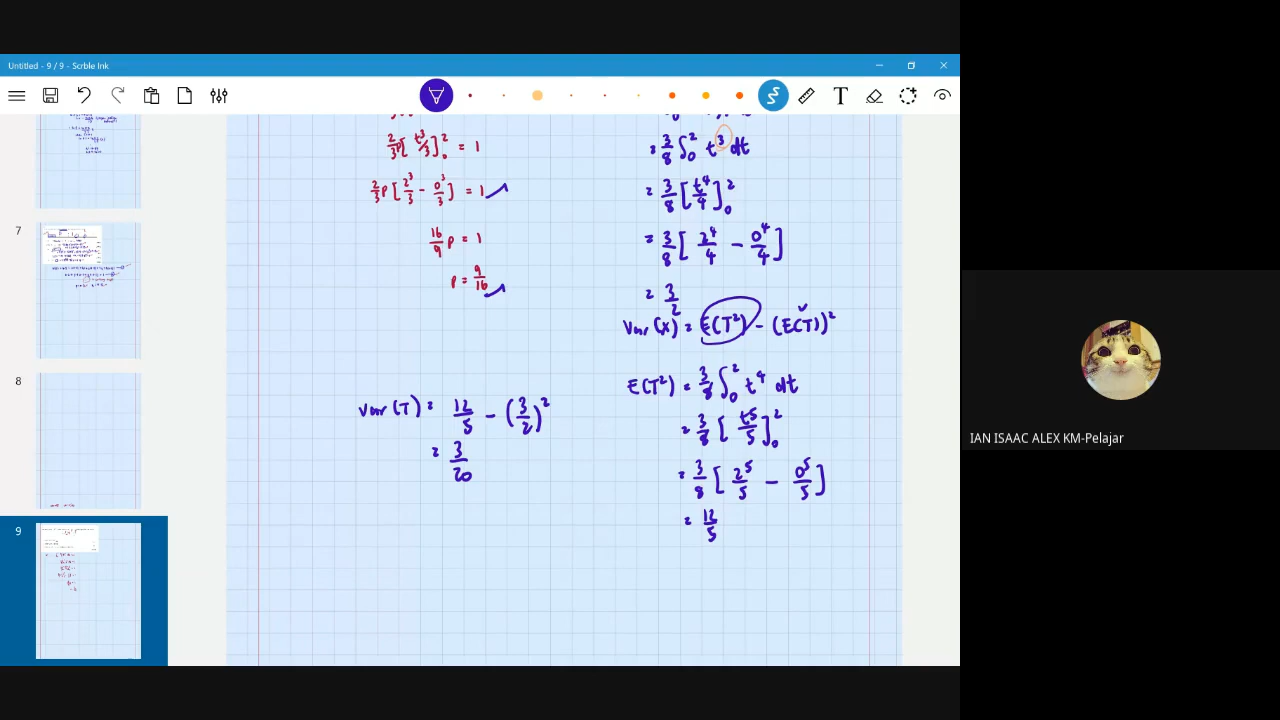 Untitled - 9 / 9 - Scrble Ink
7
8
9
2/3 P [t³/3]₀² = 1
2/3 P [2³/3 - 0³/3] = 1
16/9 P = 1
P = 9/16
= 3/8 ∫₀² t³ dt
= 3/8 [t⁴/4]₀²
= 3/8 [2⁴/4 - 0⁴/4]
= 3/2
Var(X) = E(T²) - (E(T))²
E(T²) = 3/8 ∫₀² t⁴ dt
= 3/8 [t⁵/5]₀²
= 3/8 [2⁵/5 - 0⁵/5]
= 12/5
Var(T) = 12/5 - (3/2)²
= 3/20
IAN ISAAC ALEX KM-Pelajar